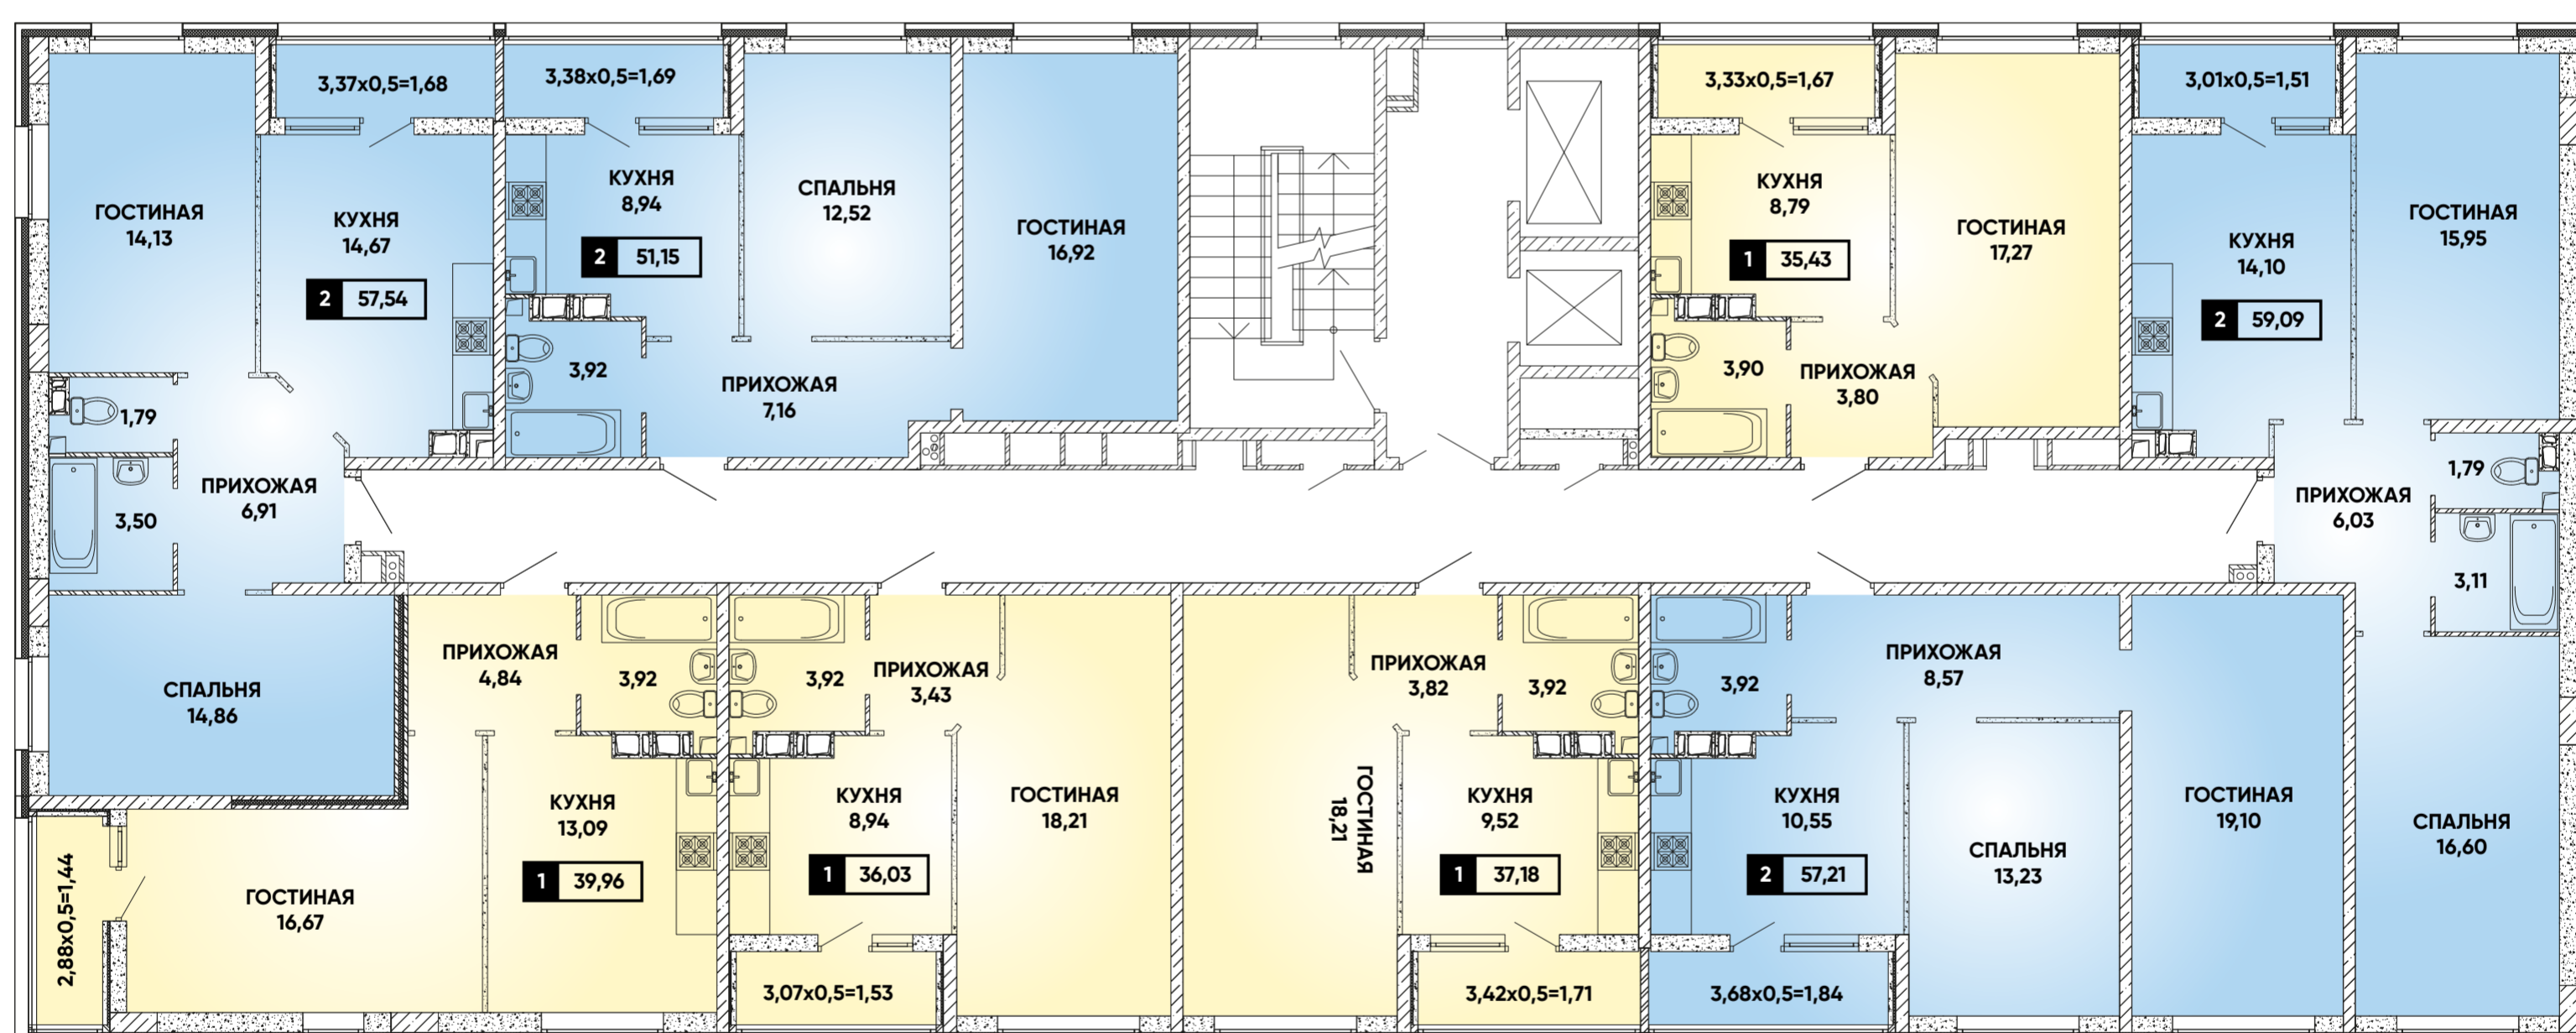 3,37x0,5=1,68
3,38x0,5=1,69
3,33x0,5=1,67
3,01x0,5=1,51
ГОСТИНАЯ
14,13
КУХНЯ
14,67
2 57,54
1,79
3,50
ПРИХОЖАЯ
6,91
СПАЛЬНЯ
14,86
КУХНЯ
8,94
2 51,15
СПАЛЬНЯ
12,52
ГОСТИНАЯ
16,92
3,92
ПРИХОЖАЯ
7,16
КУХНЯ
8,79
1 35,43
ГОСТИНАЯ
17,27
3,90
ПРИХОЖАЯ
3,80
КУХНЯ
14,10
2 59,09
ГОСТИНАЯ
15,95
1,79
ПРИХОЖАЯ
6,03
3,11
СПАЛЬНЯ
16,60
ПРИХОЖАЯ
4,84
3,92
КУХНЯ
13,09
1 39,96
ГОСТИНАЯ
16,67
2,88x0,5=1,44
3,92
ПРИХОЖАЯ
3,43
КУХНЯ
8,94
1 36,03
ГОСТИНАЯ
18,21
3,07x0,5=1,53
ГОСТИНАЯ
18,21
ПРИХОЖАЯ
3,82
3,92
КУХНЯ
9,52
1 37,18
3,42x0,5=1,71
3,92
ПРИХОЖАЯ
8,57
КУХНЯ
10,55
2 57,21
СПАЛЬНЯ
13,23
ГОСТИНАЯ
19,10
3,68x0,5=1,84